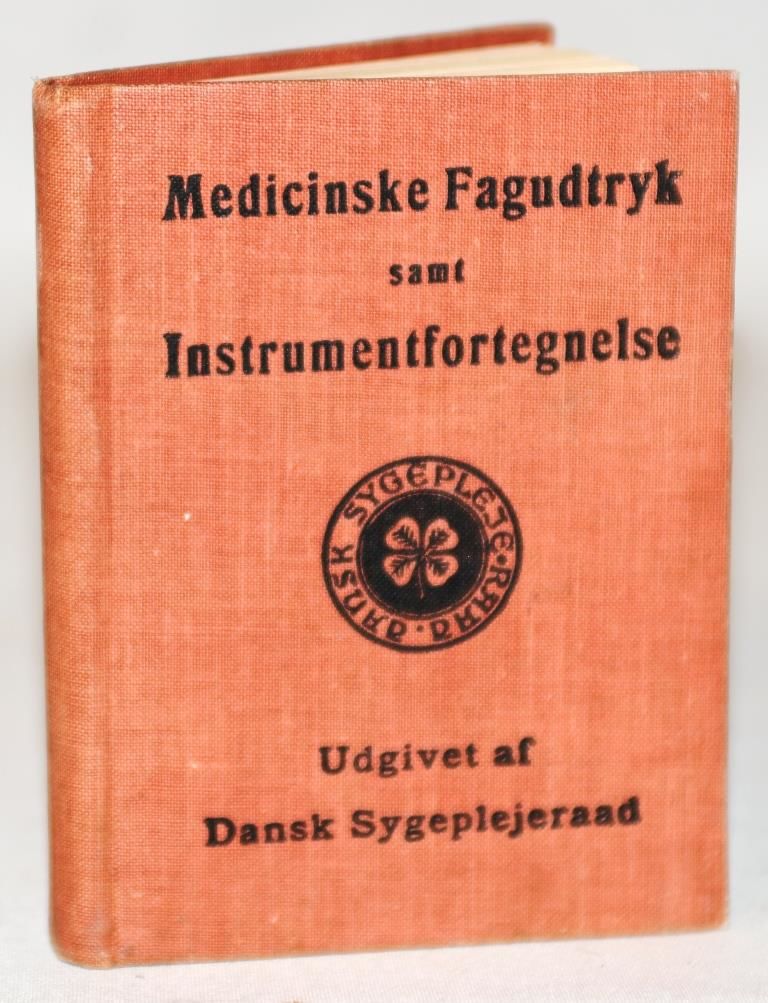 Medicinske Fagudtryk
samt
Instrumentfortegnelse
DANSK SYGEPLEJE·RAAD·
Udgivet af
Dansk Sygeplejeraad